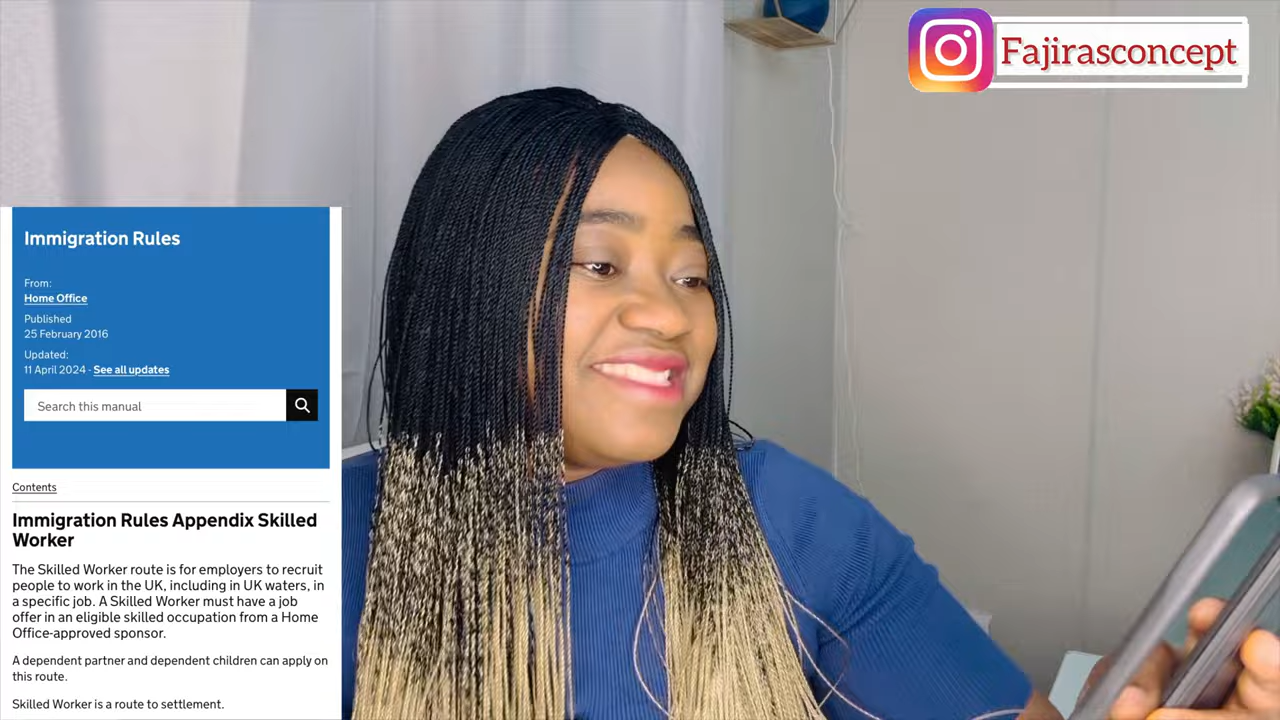 Fajirasconcept
Immigration Rules
From:
Home Office
Published
25 February 2016
Updated:
11 April 2024 - See all updates
Search this manual
Contents
Immigration Rules Appendix Skilled
Worker
The Skilled Worker route is for employers to recruit
people to work in the UK, including in UK waters, in
a specific job. A Skilled Worker must have a job
offer in an eligible skilled occupation from a Home
Office-approved sponsor.
A dependent partner and dependent children can apply on
this route.
Skilled Worker is a route to settlement.